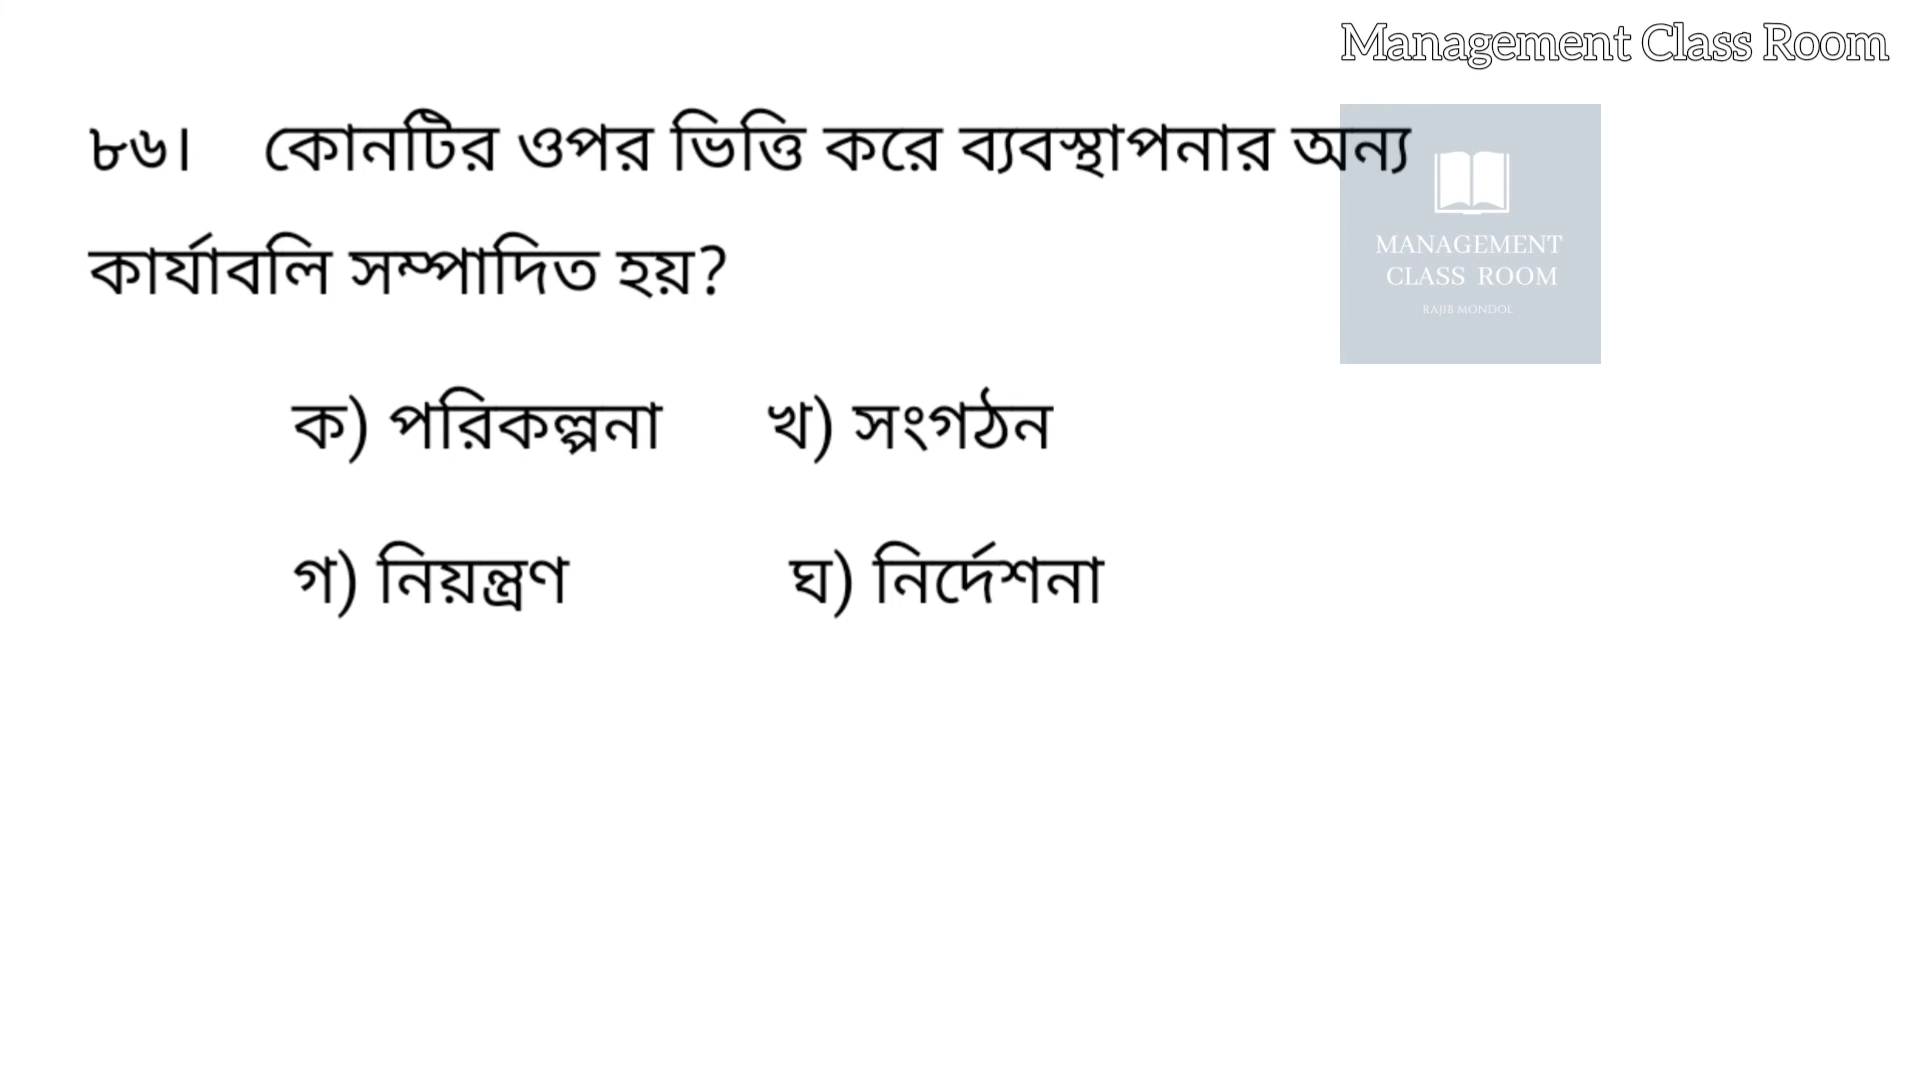 Management Class Room
৮৬। কোনটির ওপর ভিত্তি করে ব্যবস্থাপনার অন্য
কার্যাবলি সম্পাদিত হয়?
MANAGEMENT
CLASS ROOM
RAJIB MONDOL
ক) পরিকল্পনা খ) সংগঠন
গ) নিয়ন্ত্রণ ঘ) নির্দেশনা